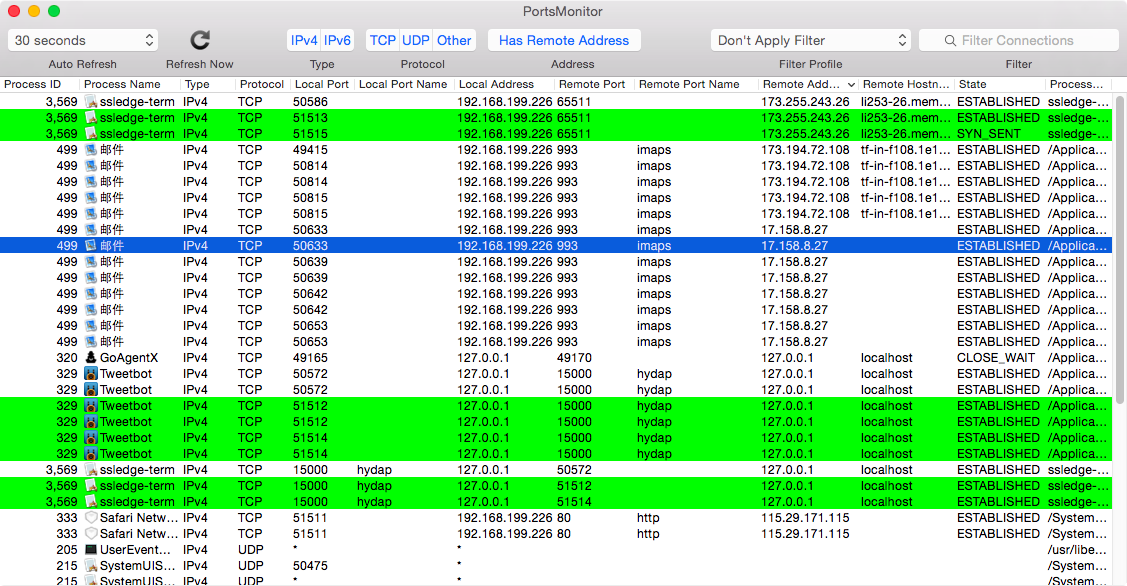 PortsMonitor
30 seconds IPv4 IPv6 TCP UDP Other Has Remote Address Don't Apply Filter Filter Connections
Auto Refresh Refresh Now Type Protocol Address Filter Profile Filter
Process ID Process Name Type Protocol Local Port Local Port Name Local Address Remote Port Remote Port Name Remote Add... Remote Hostn... State Process...
3,569 ssledge-term IPv4 TCP 50586 192.168.199.226 65511 173.255.243.26 li253-26.mem... ESTABLISHED ssledge-...
3,569 ssledge-term IPv4 TCP 51513 192.168.199.226 65511 173.255.243.26 li253-26.mem... ESTABLISHED ssledge-...
3,569 ssledge-term IPv4 TCP 51515 192.168.199.226 65511 173.255.243.26 li253-26.mem... SYN_SENT ssledge-...
499 邮件 IPv4 TCP 49415 192.168.199.226 993 imaps 173.194.72.108 tf-in-f108.1e1... ESTABLISHED /Applica...
499 邮件 IPv4 TCP 50814 192.168.199.226 993 imaps 173.194.72.108 tf-in-f108.1e1... ESTABLISHED /Applica...
499 邮件 IPv4 TCP 50814 192.168.199.226 993 imaps 173.194.72.108 tf-in-f108.1e1... ESTABLISHED /Applica...
499 邮件 IPv4 TCP 50815 192.168.199.226 993 imaps 173.194.72.108 tf-in-f108.1e1... ESTABLISHED /Applica...
499 邮件 IPv4 TCP 50815 192.168.199.226 993 imaps 173.194.72.108 tf-in-f108.1e1... ESTABLISHED /Applica...
499 邮件 IPv4 TCP 50633 192.168.199.226 993 imaps 17.158.8.27 ESTABLISHED /Applica...
499 邮件 IPv4 TCP 50633 192.168.199.226 993 imaps 17.158.8.27 ESTABLISHED /Applica...
499 邮件 IPv4 TCP 50639 192.168.199.226 993 imaps 17.158.8.27 ESTABLISHED /Applica...
499 邮件 IPv4 TCP 50639 192.168.199.226 993 imaps 17.158.8.27 ESTABLISHED /Applica...
499 邮件 IPv4 TCP 50642 192.168.199.226 993 imaps 17.158.8.27 ESTABLISHED /Applica...
499 邮件 IPv4 TCP 50642 192.168.199.226 993 imaps 17.158.8.27 ESTABLISHED /Applica...
499 邮件 IPv4 TCP 50653 192.168.199.226 993 imaps 17.158.8.27 ESTABLISHED /Applica...
499 邮件 IPv4 TCP 50653 192.168.199.226 993 imaps 17.158.8.27 ESTABLISHED /Applica...
320 GoAgentX IPv4 TCP 49165 127.0.0.1 49170 127.0.0.1 localhost CLOSE_WAIT /Applica...
329 Tweetbot IPv4 TCP 50572 127.0.0.1 15000 hydap 127.0.0.1 localhost ESTABLISHED /Applica...
329 Tweetbot IPv4 TCP 50572 127.0.0.1 15000 hydap 127.0.0.1 localhost ESTABLISHED /Applica...
329 Tweetbot IPv4 TCP 51512 127.0.0.1 15000 hydap 127.0.0.1 localhost ESTABLISHED /Applica...
329 Tweetbot IPv4 TCP 51512 127.0.0.1 15000 hydap 127.0.0.1 localhost ESTABLISHED /Applica...
329 Tweetbot IPv4 TCP 51514 127.0.0.1 15000 hydap 127.0.0.1 localhost ESTABLISHED /Applica...
329 Tweetbot IPv4 TCP 51514 127.0.0.1 15000 hydap 127.0.0.1 localhost ESTABLISHED /Applica...
3,569 ssledge-term IPv4 TCP 15000 hydap 127.0.0.1 50572 127.0.0.1 localhost ESTABLISHED ssledge-...
3,569 ssledge-term IPv4 TCP 15000 hydap 127.0.0.1 51512 127.0.0.1 localhost ESTABLISHED ssledge-...
3,569 ssledge-term IPv4 TCP 15000 hydap 127.0.0.1 51514 127.0.0.1 localhost ESTABLISHED ssledge-...
333 Safari Netw... IPv4 TCP 51511 192.168.199.226 80 http 115.29.171.115 ESTABLISHED /System...
333 Safari Netw... IPv4 TCP 51511 192.168.199.226 80 http 115.29.171.115 ESTABLISHED /System...
205 UserEvent... IPv4 UDP * * /usr/libe...
215 SystemUIS... IPv4 UDP 50475 * /System...
215 SystemUIS... IPv4 UDP * * /System...